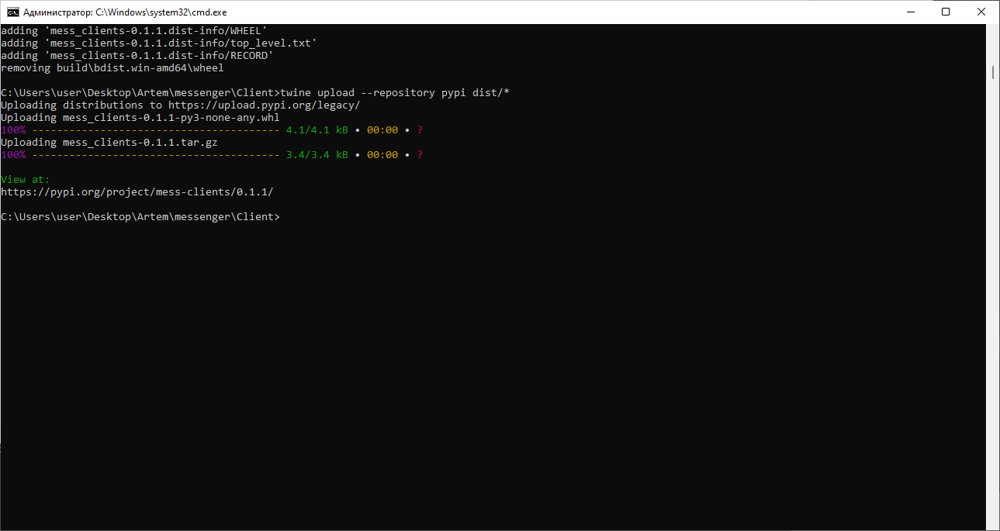 Администратор: C:\Windows\system32\cmd.exe
adding 'mess_clients-0.1.1.dist-info/WHEEL'
adding 'mess_clients-0.1.1.dist-info/top_level.txt'
adding 'mess_clients-0.1.1.dist-info/RECORD'
removing build\bdist.win-amd64\wheel
C:\Users\user\Desktop\Artem\messenger\Client>twine upload --repository pypi dist/*
Uploading distributions to https://upload.pypi.org/legacy/
Uploading mess_clients-0.1.1-py3-none-any.whl
100% ---------------------------------------- 4.1/4.1 kB • 00:00 • ?
Uploading mess_clients-0.1.1.tar.gz
100% ---------------------------------------- 3.4/3.4 kB • 00:00 • ?
View at:
https://pypi.org/project/mess-clients/0.1.1/
C:\Users\user\Desktop\Artem\messenger\Client>